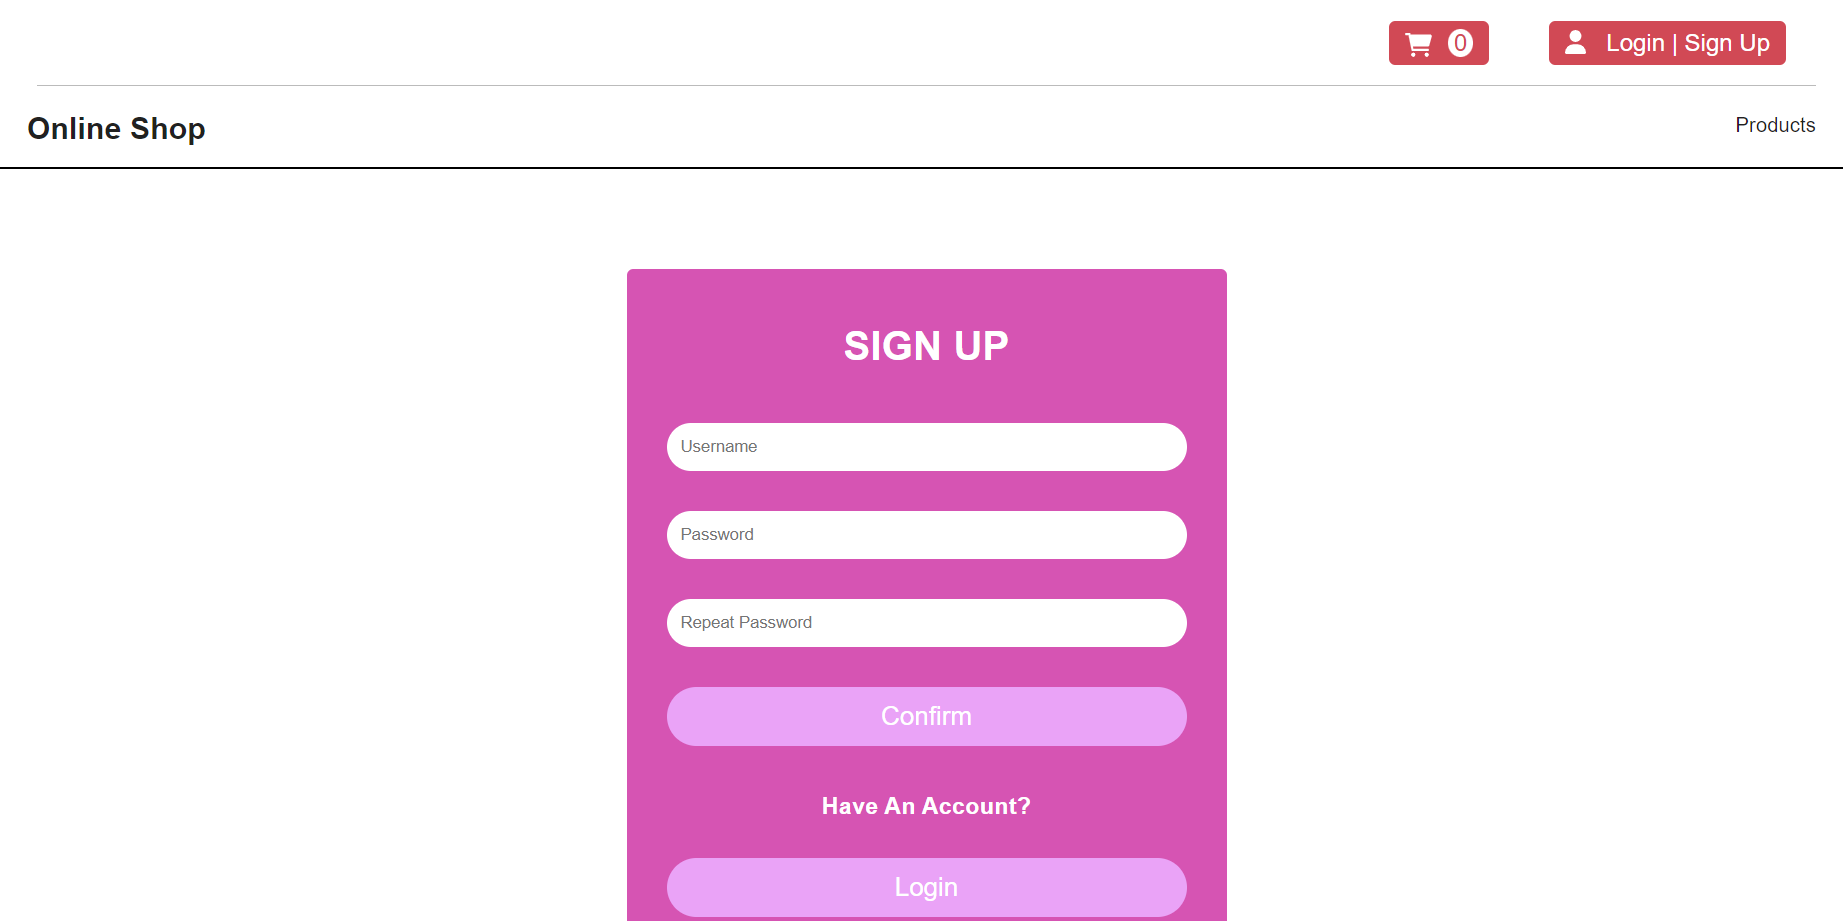 0
Login | Sign Up
Online Shop
Products
SIGN UP
Username
Password
Repeat Password
Confirm
Have An Account?
Login